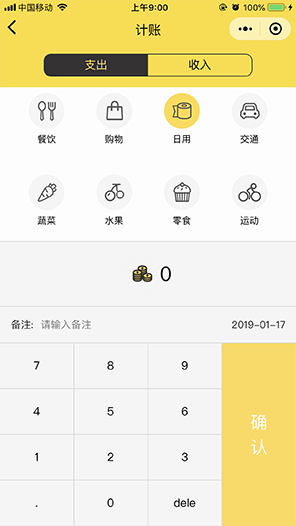 中国移动 上午9:00 100%
计账
支出 收入
餐饮 购物 日用 交通
蔬菜 水果 零食 运动
0
备注: 请输入备注 2019-01-17
7 8 9
4 5 6
1 2 3
. 0 dele
确
认